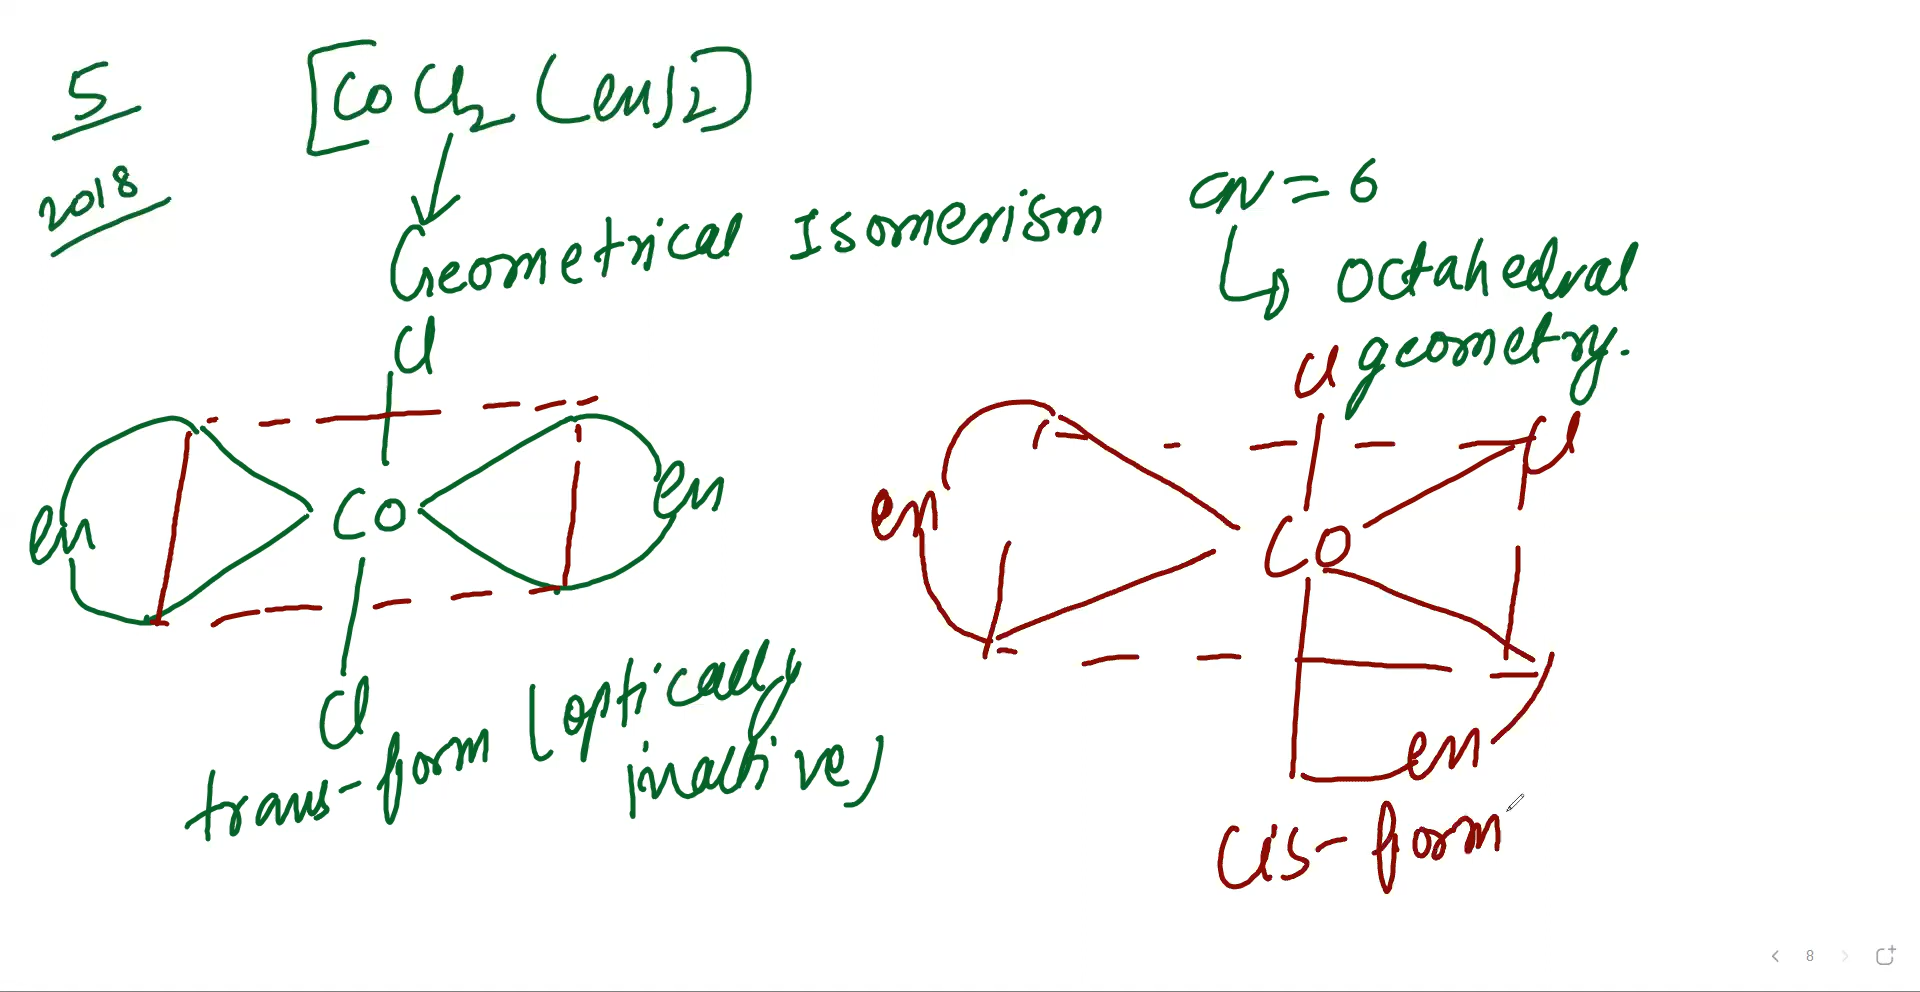 5
2018
[CoCl2 (en)2]
Geometrical Isomerism
CN = 6
octahedral
geometry.
Cl
en
Co
en
Cl
trans-form (optically
inactive)
Cl
Cl
en
Co
en
Cis-form
8